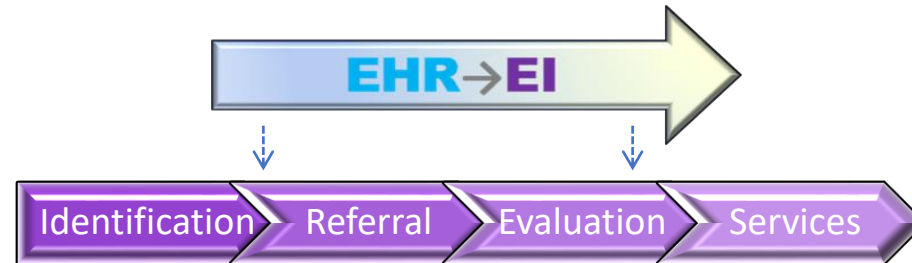 EHR→EI
Identification Referral Evaluation Services